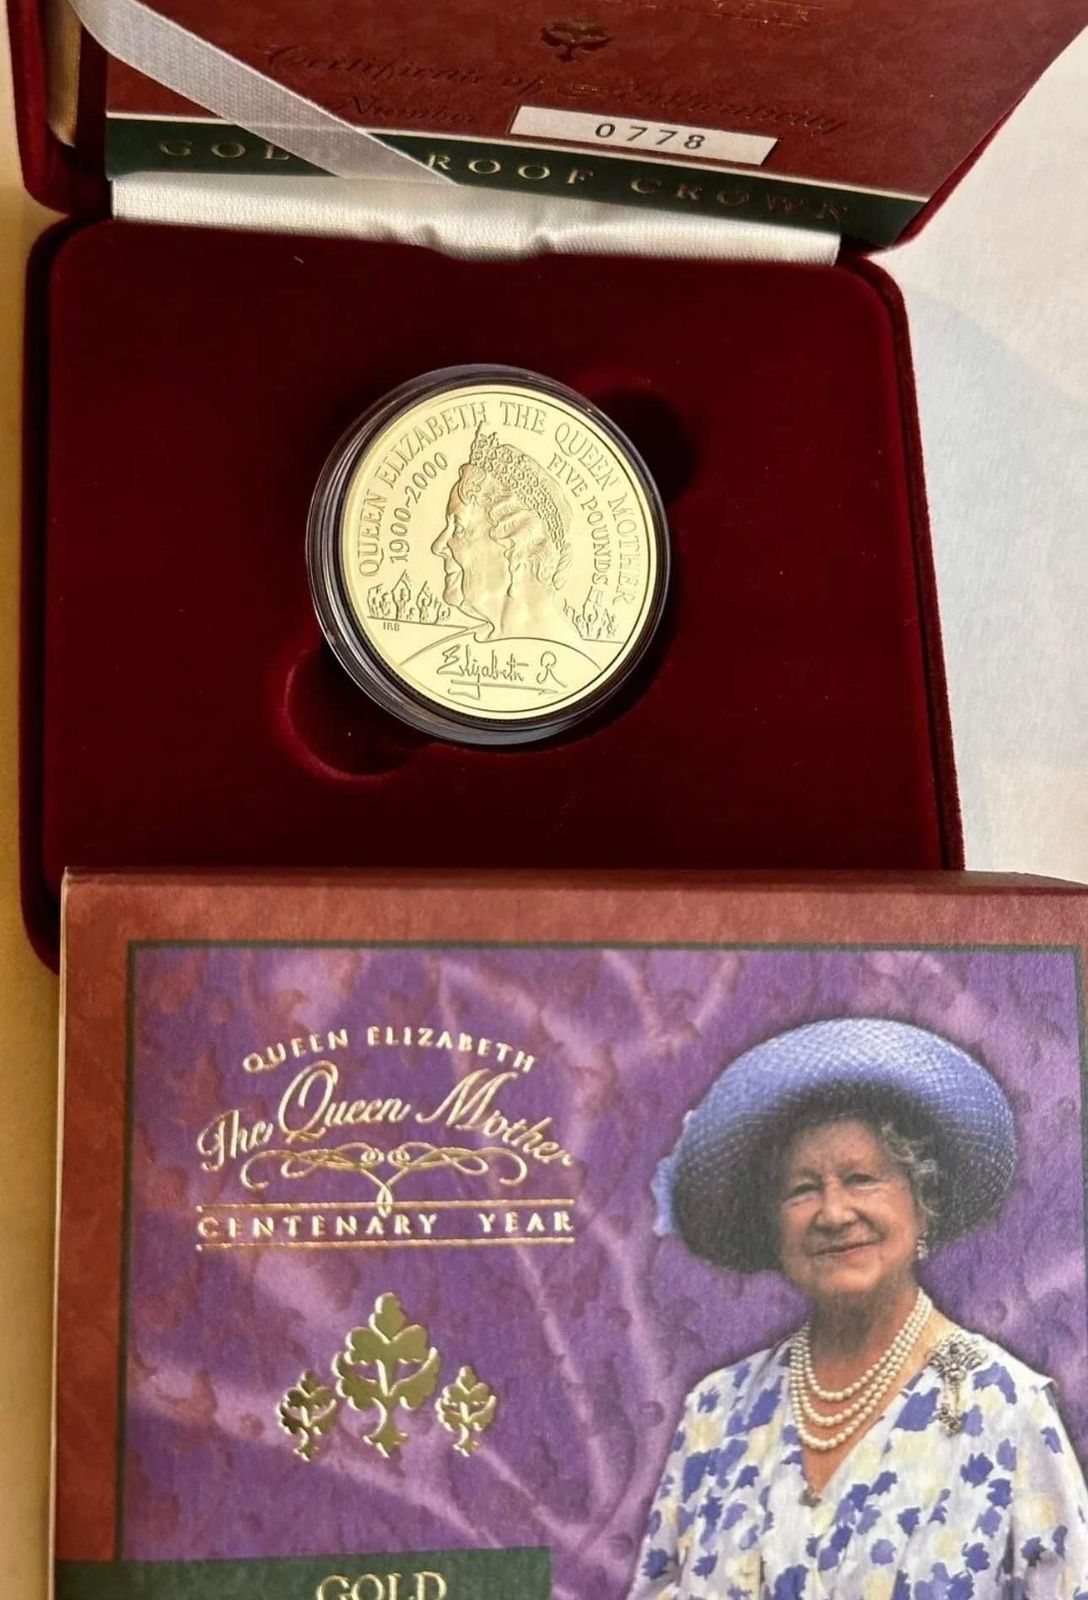 Certificate of Authenticity
Number
0778
GOLD PROOF CROWN
QUEEN ELIZABETH THE QUEEN MOTHER
1900-2000
FIVE POUNDS
IRB
Elizabeth R
QUEEN ELIZABETH
The Queen Mother
CENTENARY YEAR
GOLD